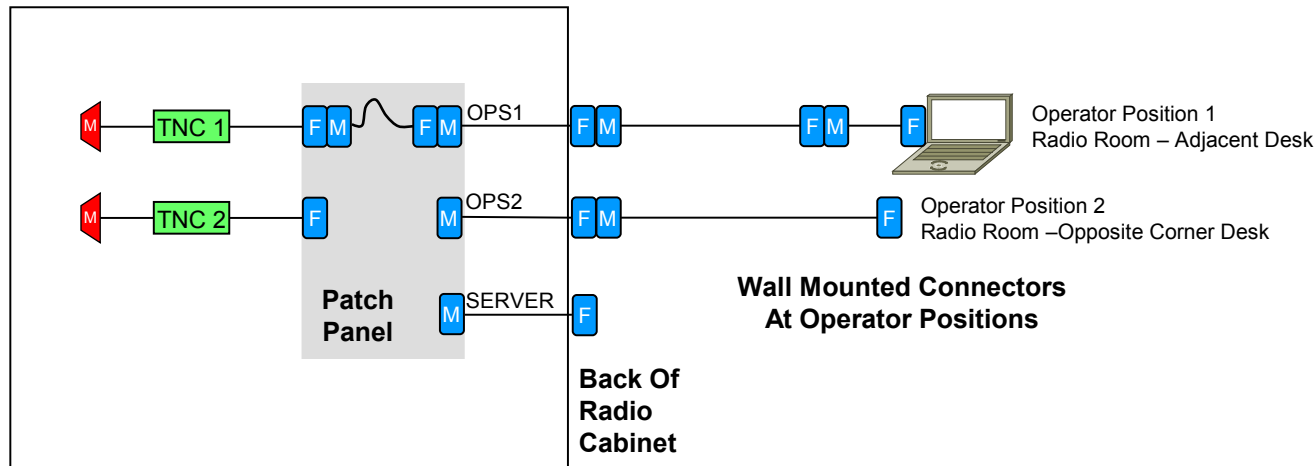 M TNC 1 F M F M OPS1 F M F M F
Operator Position 1
Radio Room – Adjacent Desk
M TNC 2 F M OPS2 F M F
Operator Position 2
Radio Room –Opposite Corner Desk
M SERVER F
Patch
Panel
Wall Mounted Connectors
At Operator Positions
Back Of
Radio
Cabinet